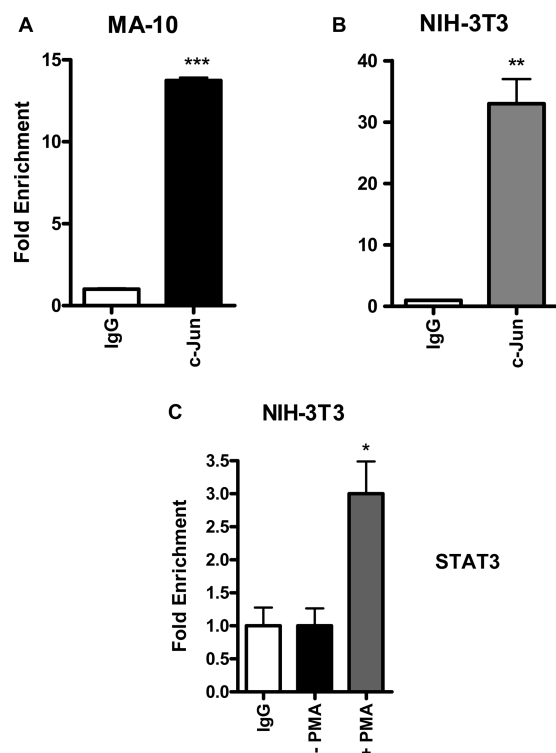 A
MA-10
***
15
10
5
0
Fold Enrichment
IgG
c-Jun
B
NIH-3T3
**
40
30
20
10
0
IgG
c-Jun
C
NIH-3T3
*
3.5
3.0
2.5
2.0
1.5
1.0
0.5
0.0
Fold Enrichment
IgG
- PMA
+ PMA
STAT3